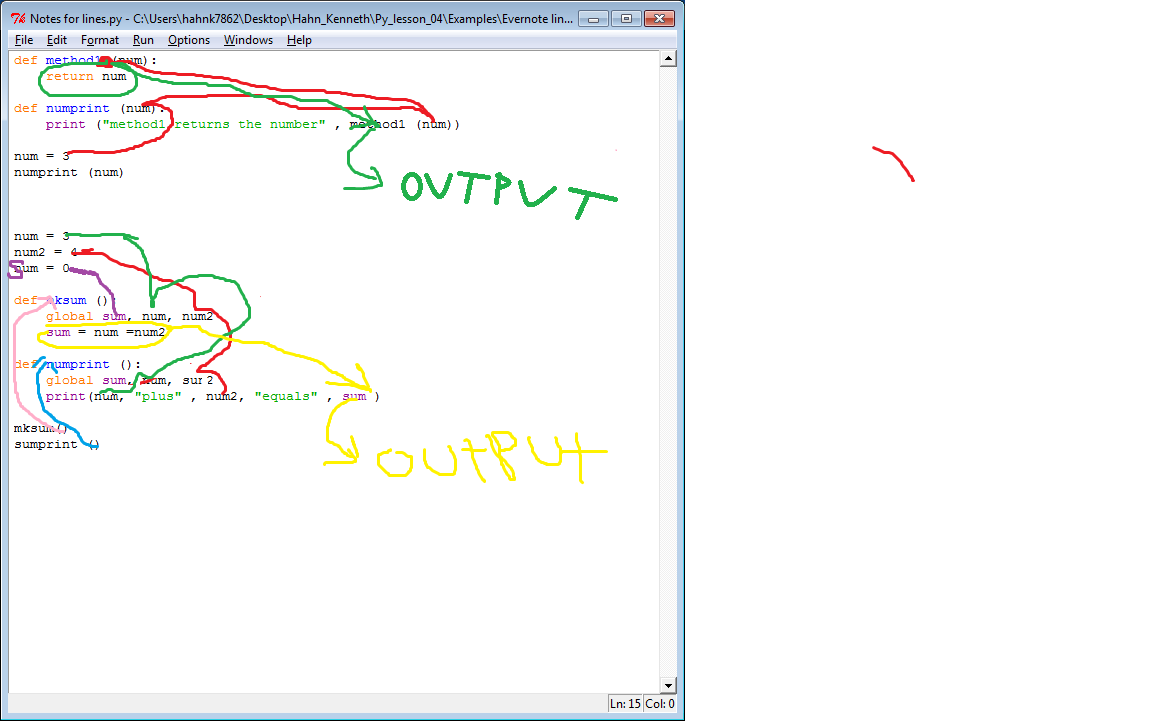 Notes for lines.py - C:\Users\hahnk7862\Desktop\Hahn_Kenneth\Py_lesson_04\Examples\Evernote lin...
File Edit Format Run Options Windows Help
def method1 (num):
return num
def numprint (num):
print ("method1 returns the number" , method1 (num))
num = 3
numprint (num)
OUTPUT
num = 3
num2 = 4
Sum = 0
def mksum ()
global sum, num, num2
sum = num =num2
def numprint ():
global sum, num, sur2
print(num, "plus" , num2, "equals" , sum )
mksum()
sumprint ()
OUtPUt
Ln: 15 Col: 0